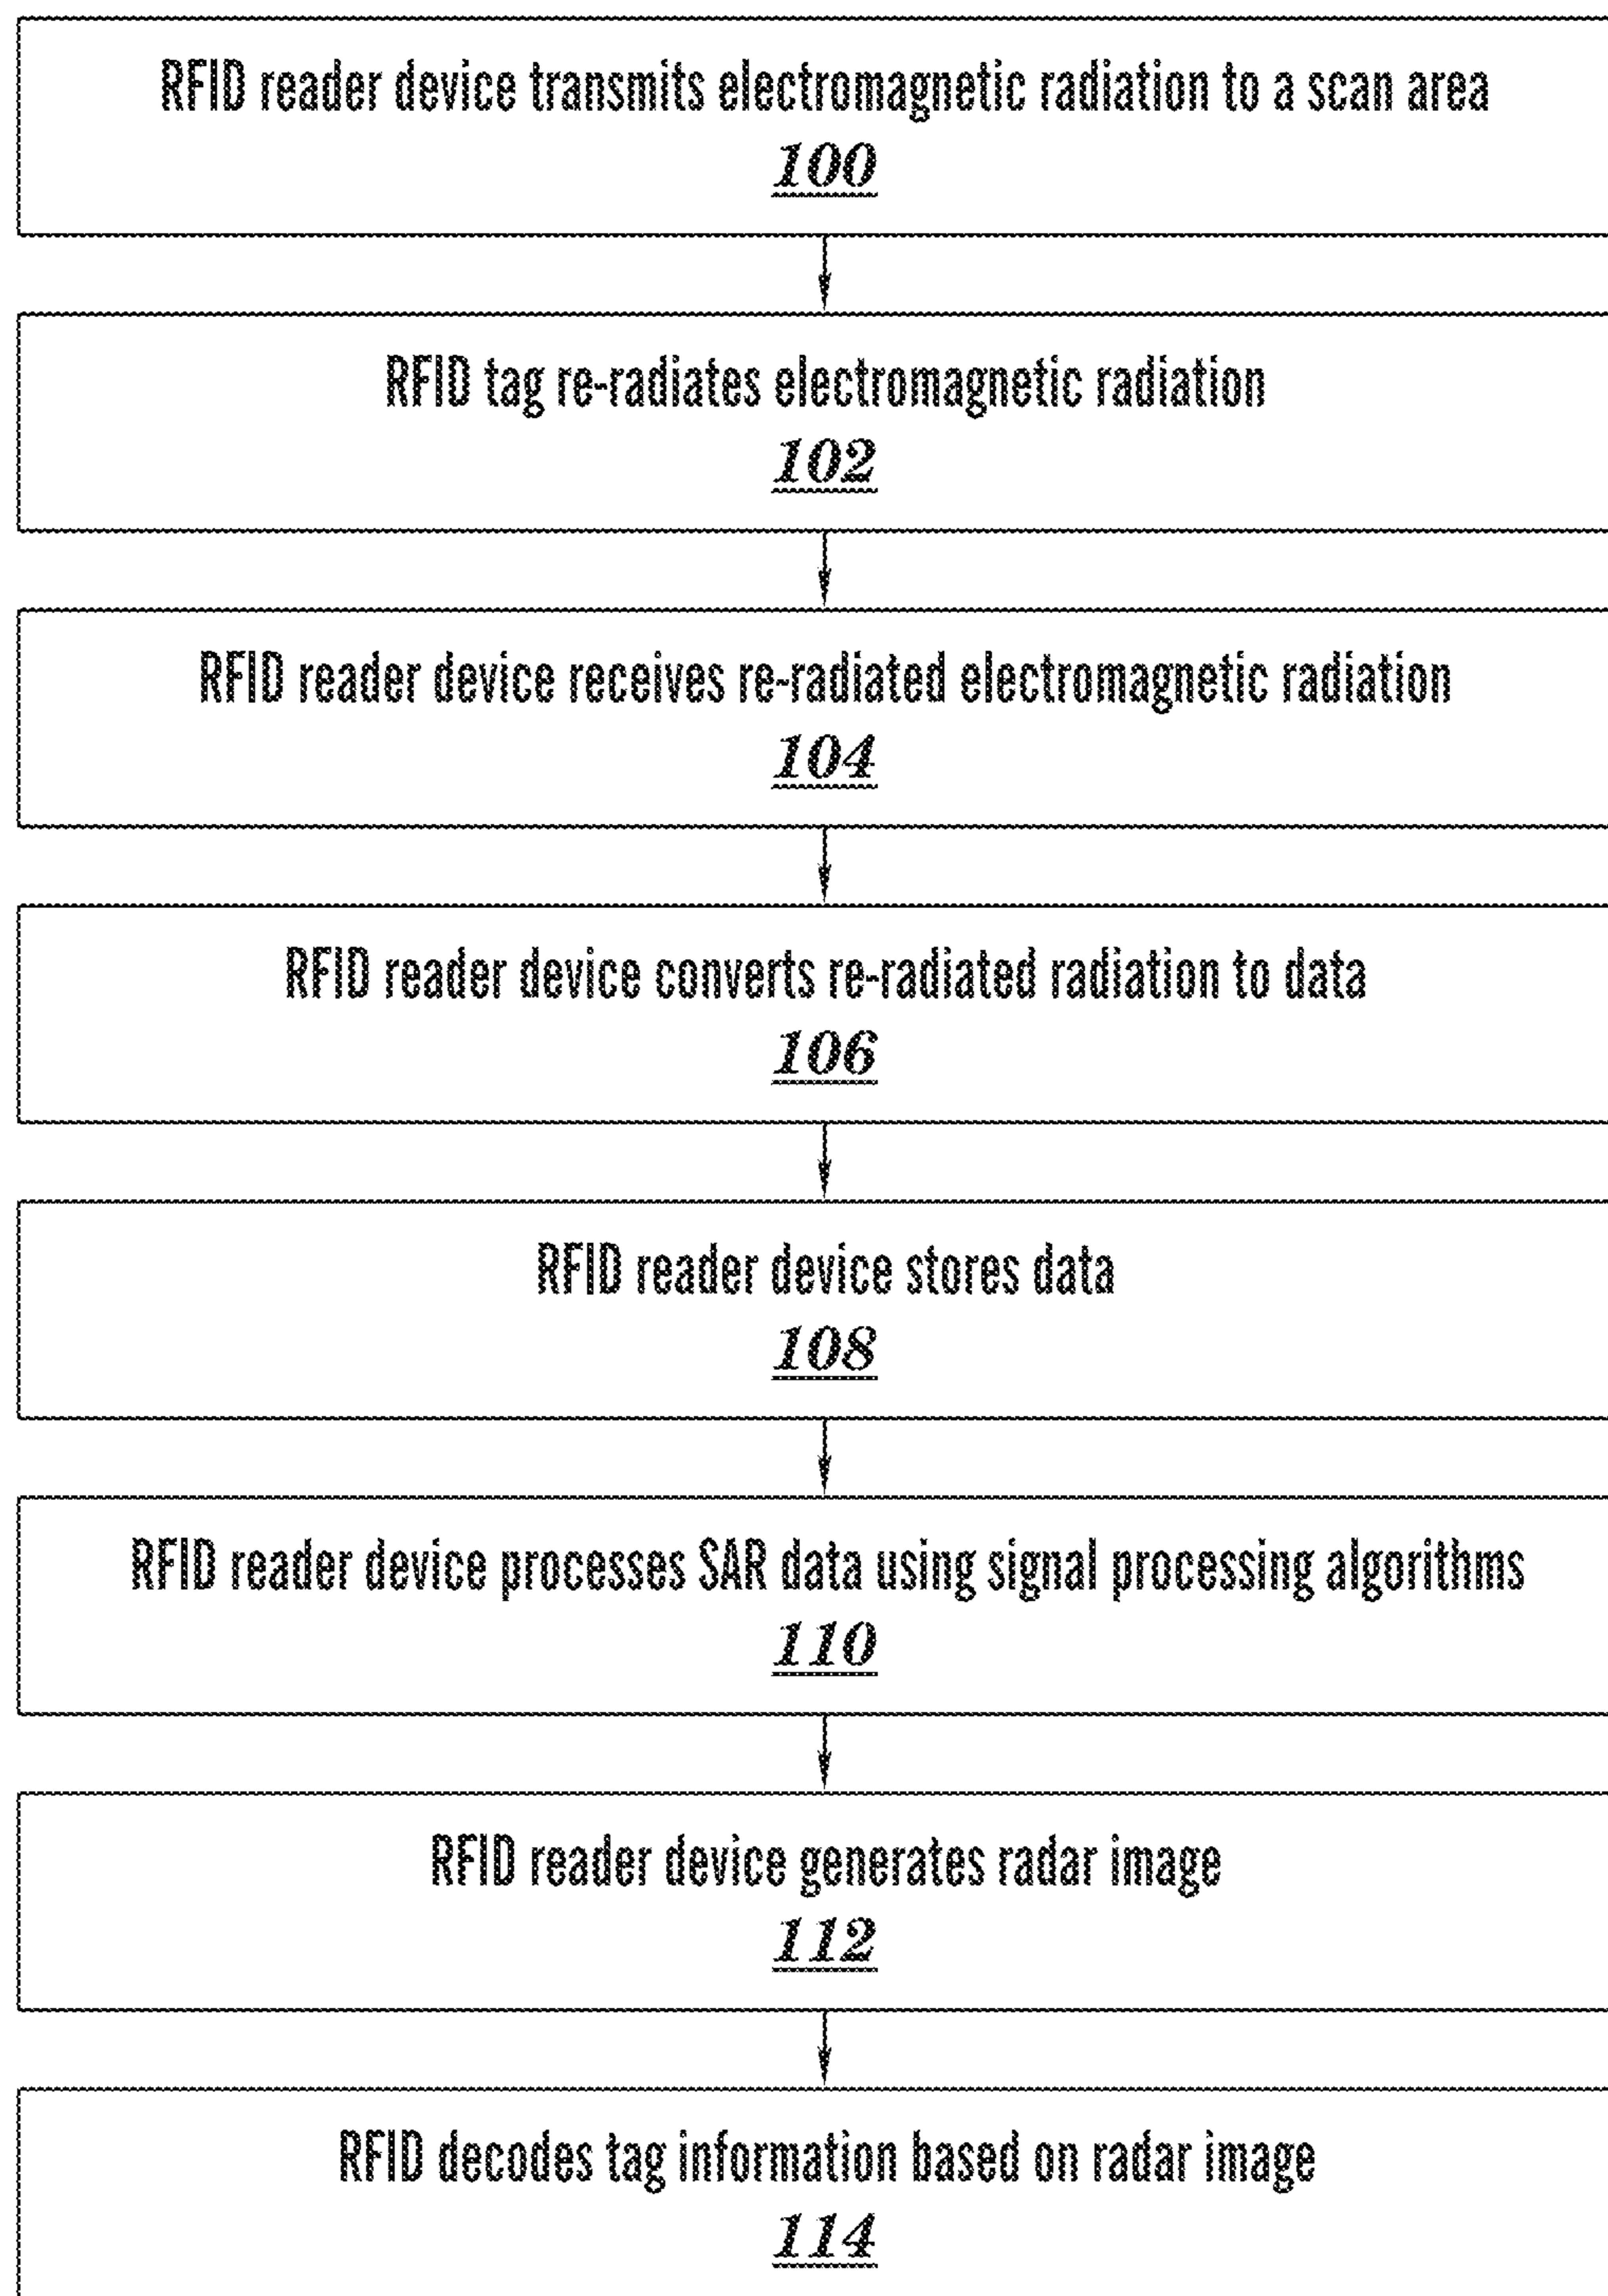 RFID reader device transmits electromagnetic radiation to a scan area
100
RFID tag re-radiates electromagnetic radiation
102
RFID reader device receives re-radiated electromagnetic radiation
104
RFID reader device converts re-radiated radiation to data
106
RFID reader device stores data
108
RFID reader device processes SAR data using signal processing algorithms
110
RFID reader device generates radar image
112
RFID decodes tag information based on radar image
114